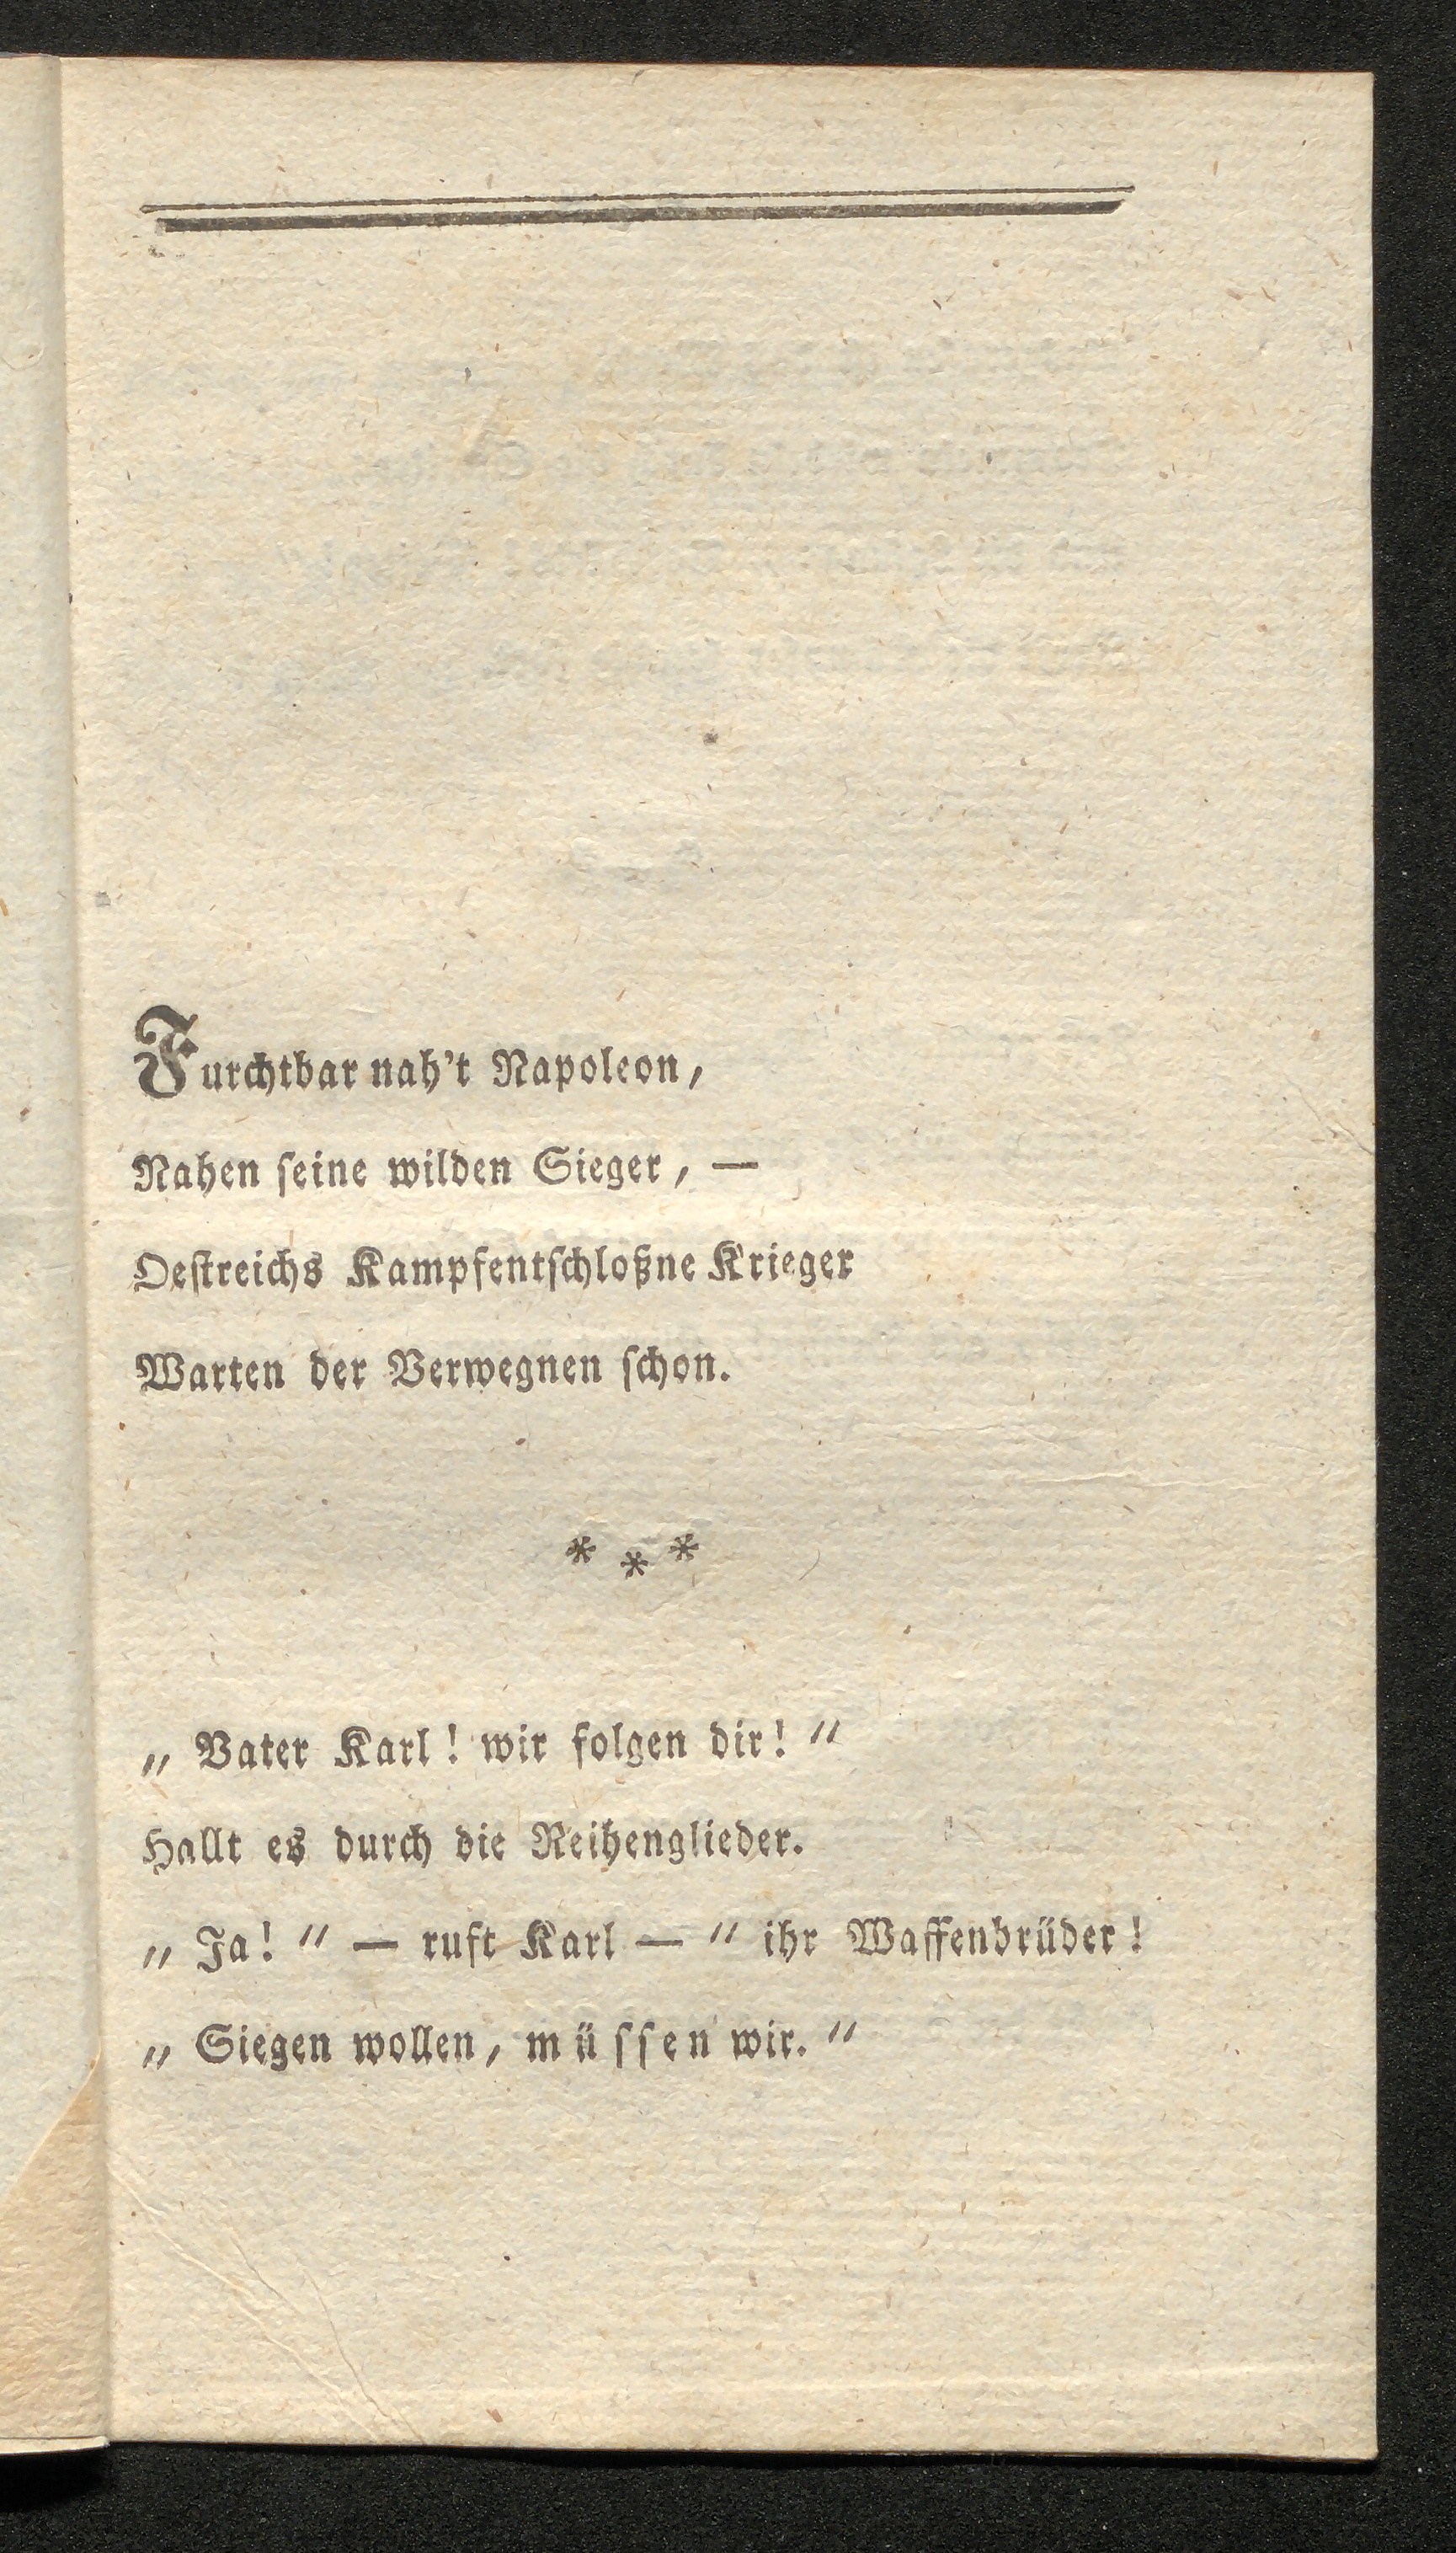 Furchtbar nah't Napoleon,
Nahen ſeine wilden Sieger, —
Oeſtreichs Kampfentſchloßne Krieger
Warten der Verwegnen ſchon.
* * *
„ Vater Karl! wir folgen dir! “
Hallt es durch die Reihenglieder.
„ Ja! “ — ruft Karl — “ ihr Waffenbrüder!
„ Siegen wollen, müſſen wir. “